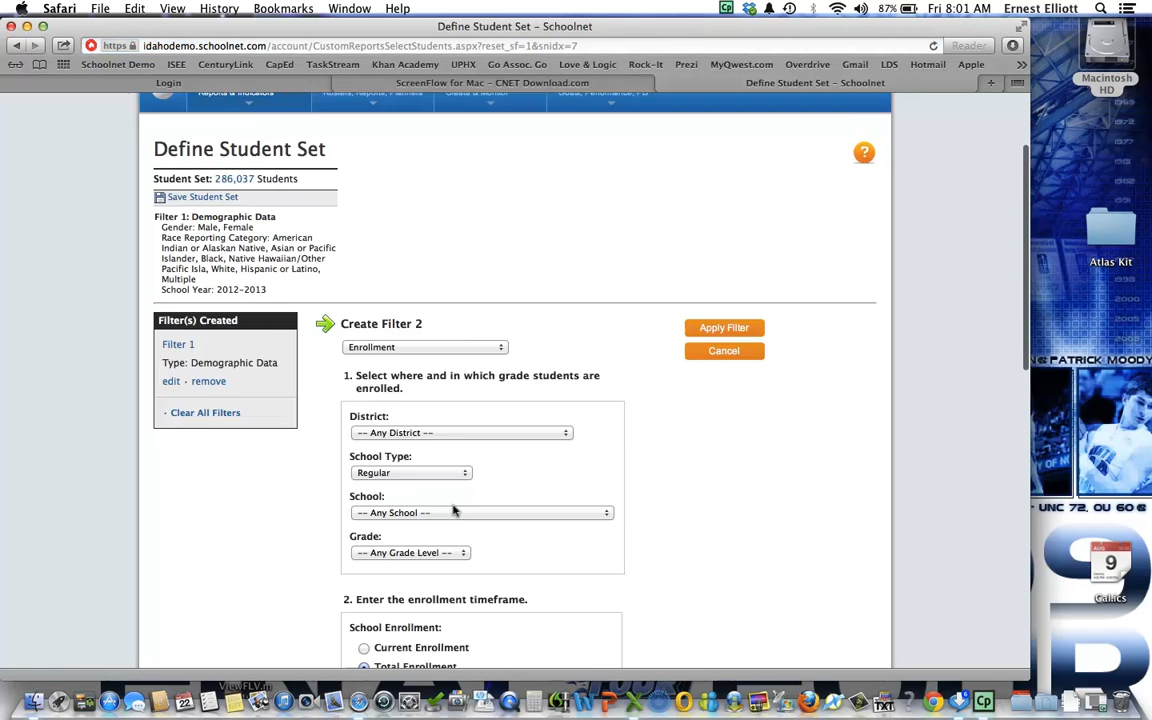 Safari File Edit View History Bookmarks Window Help 87% Fri 8:01 AM Ernest Elliott
Define Student Set – Schoolnet
https idahodemo.schoolnet.com/account/CustomReportsSelectStudents.aspx?reset_sf=1&snidx=7 Reader
Schoolnet Demo ISEE CenturyLink CapEd TaskStream Khan Academy UPHX Go Assoc. Go Love & Logic Rock-It Prezi MyQwest.com Overdrive Gmail LDS Hotmail Apple
Login ScreenFlow for Mac – CNET Download.com Define Student Set – Schoolnet
Macintosh
HD
Define Student Set
?
Student Set: 286,037 Students
Save Student Set
Filter 1: Demographic Data
Gender: Male, Female
Race Reporting Category: American
Indian or Alaskan Native, Asian or Pacific
Islander, Black, Native Hawaiian/Other
Pacific Isla, White, Hispanic or Latino,
Multiple
School Year: 2012-2013
Atlas Kit
Filter(s) Created
Filter 1
Type: Demographic Data
edit - remove
· Clear All Filters
Create Filter 2
Apply Filter
Enrollment
Cancel
1. Select where and in which grade students are
enrolled.
District:
-- Any District --
School Type:
Regular
School:
-- Any School --
Grade:
-- Any Grade Level --
2. Enter the enrollment timeframe.
School Enrollment:
Current Enrollment
Total Enrollment
& PATRICK MOODY
UNC 72, OU 60 @
AUG
9
Cal.ics
22
TXT
Cp